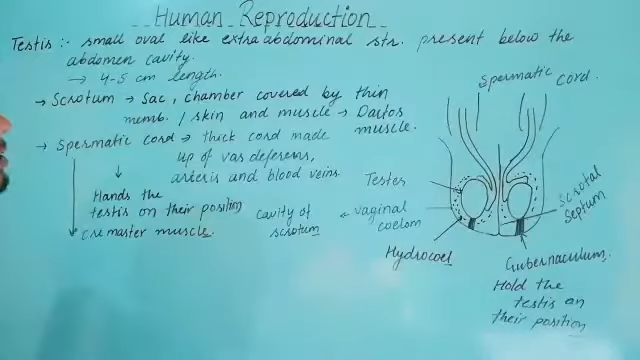 Human Reproduction
Testis :- small oval like extraabdominal str. present below the
abdomen cavity.
→ 4-5 cm length.
→ Scrotum → Sac, chamber covered by thin
memb. / skin and muscle → Dartos
muscle.
→ Spermatic cord → thick cord made
up of vas deferens,
arteris and blood veins
Hands the
testis on their position
cremaster muscle.
Spermatic cord.
Testes
cavity of
scrotum
← vaginal
coelom
Hydrocoel
Scrotal
Septum
Gubernaculum.
Hold the
testis on
their position